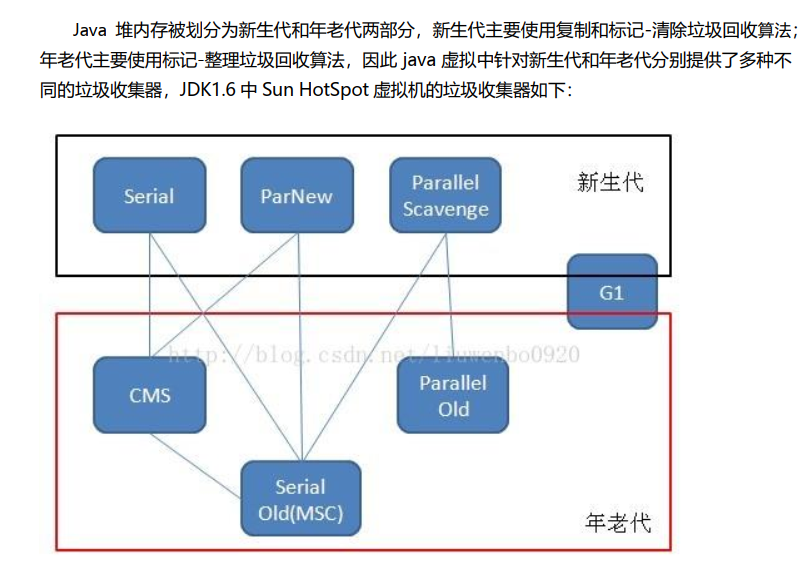 Java 堆内存被划分为新生代和年老代两部分，新生代主要使用复制和标记-清除垃圾回收算法；
年老代主要使用标记-整理垃圾回收算法，因此 java 虚拟中针对新生代和年老代分别提供了多种不
同的垃圾收集器，JDK1.6 中 Sun HotSpot 虚拟机的垃圾收集器如下：
Serial
ParNew
Parallel
Scavenge
新生代
G1
http://blog.csdn.net/liuwenbo0920
CMS
Parallel
Old
Serial
Old(MSC)
年老代